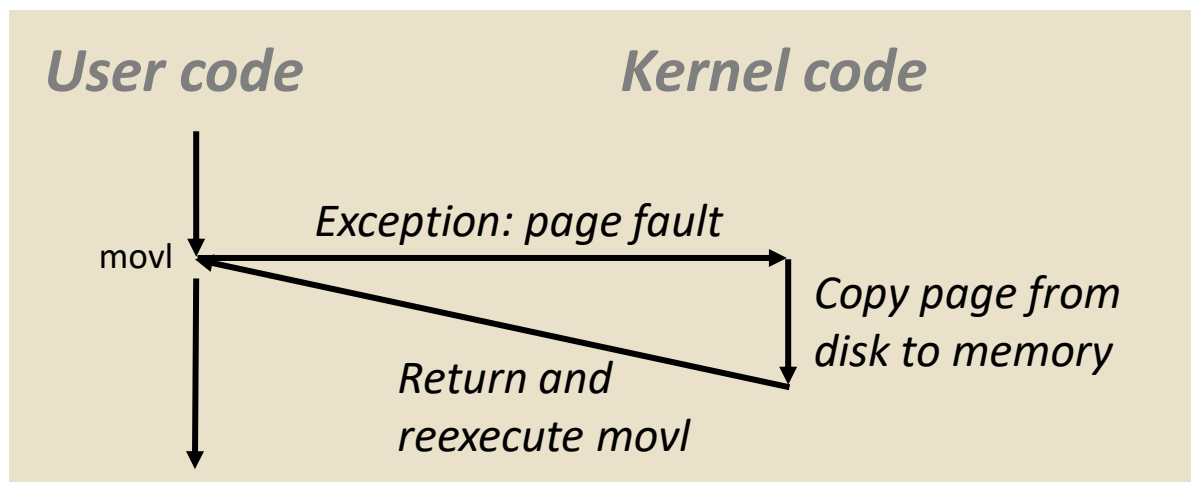 User code
Kernel code
Exception: page fault
movl
Copy page from
disk to memory
Return and
reexecute movl